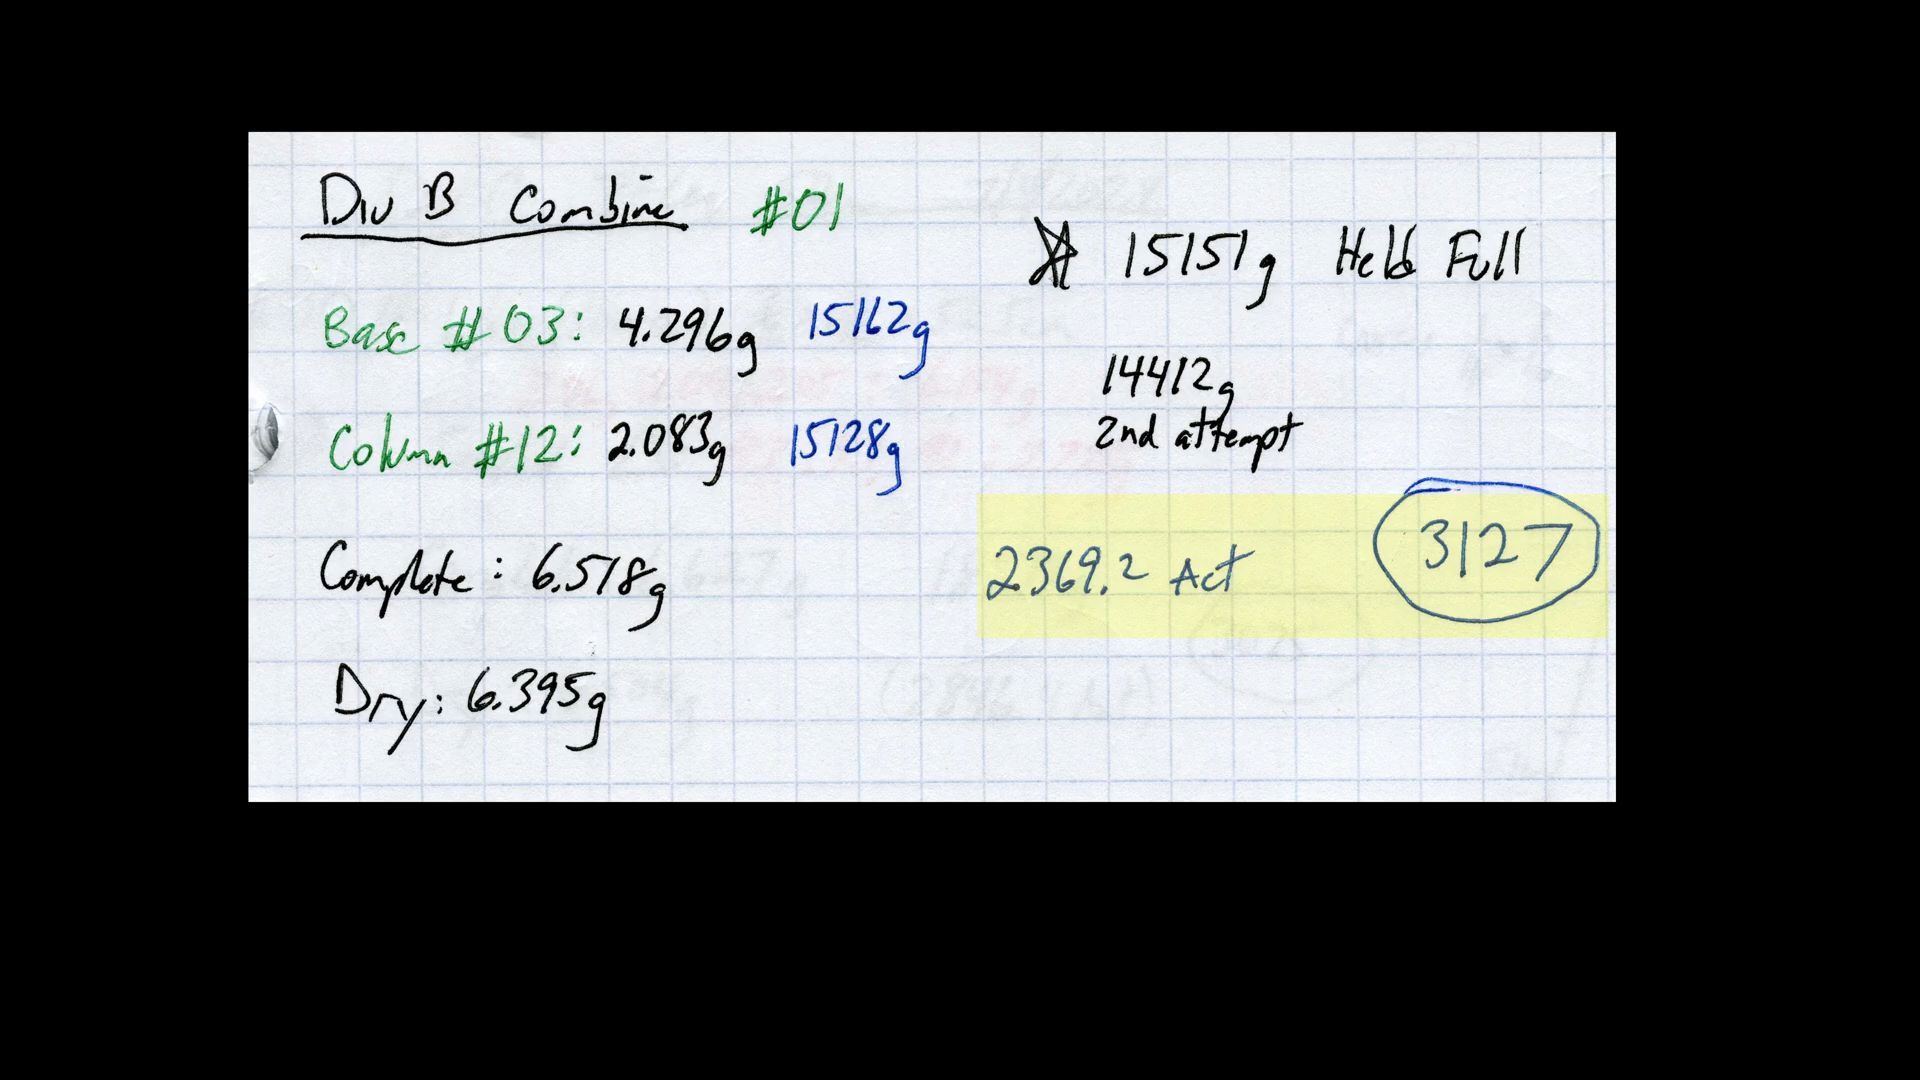 Div B Combine #01
Base #03: 4.296g 15162g
Column #12: 2.083g 15128g
Complete: 6.518g
Dry: 6.395g
15151g Held Full
14412g
2nd attempt
2369.2 Act 3127